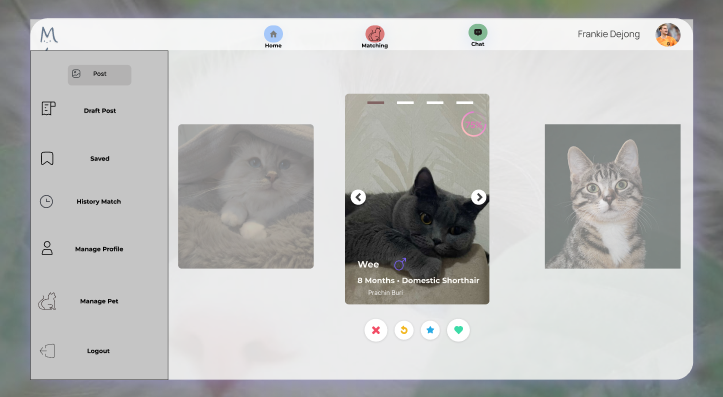 M
Home
Matching
Chat
Frankie Dejong
Post
Draft Post
Saved
History Match
Manage Profile
Manage Pet
Logout
Wee
8 Months • Domestic Shorthair
Prachin Buri